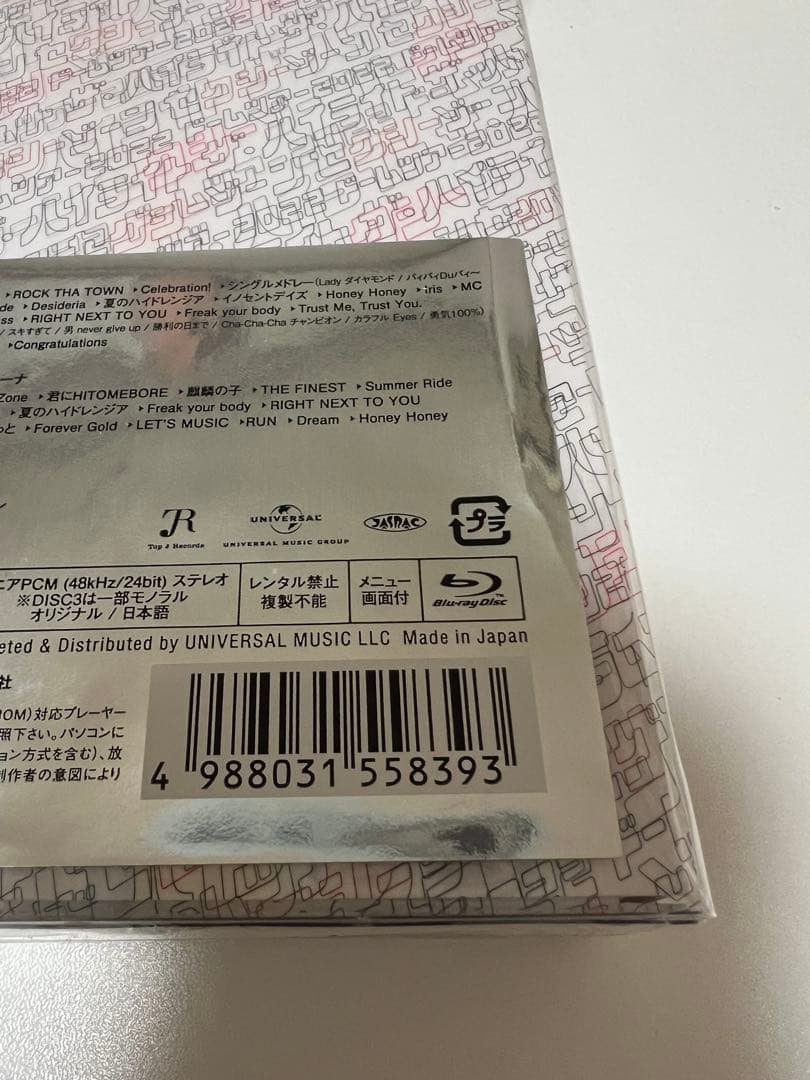 ▸ROCK THA TOWN ▸Celebration! ▸シングルメドレー(Lady ダイヤモンド / バィバィDuバィ〜
de ▸Desideria ▸夏のハイドレンジア ▸イノセントデイズ ▸Honey Honey ▸iris ▸MC
ss ▸RIGHT NEXT TO YOU ▸Freak your body ▸Trust Me, Trust You.
/ スキすぎて / 男 never give up / 勝利の日まで / Cha-Cha-Cha チャンピオン / カラフル Eyes / 勇気100%)
▸Congratulations
ーナ
Zone ▸君にHITOMEBORE ▸麒麟の子 ▸THE FINEST ▸Summer Ride
▸夏のハイドレンジア ▸Freak your body ▸RIGHT NEXT TO YOU
っと ▸Forever Gold ▸LET'S MUSIC ▸RUN ▸Dream ▸Honey Honey
JR
Top J Records
UNIVERSAL
UNIVERSAL MUSIC GROUP
JASRAC
プラ
ニアPCM (48kHz/24bit) ステレオ
※DISC3は一部モノラル
オリジナル / 日本語
レンタル禁止
複製不能
メニュー
画面付
Blu-ray Disc™
eted & Distributed by UNIVERSAL MUSIC LLC Made in Japan
社
ROM)対応プレーヤー
照下さい。パソコンに
ョン方式を含む)、放
制作者の意図により
4 988031 558393